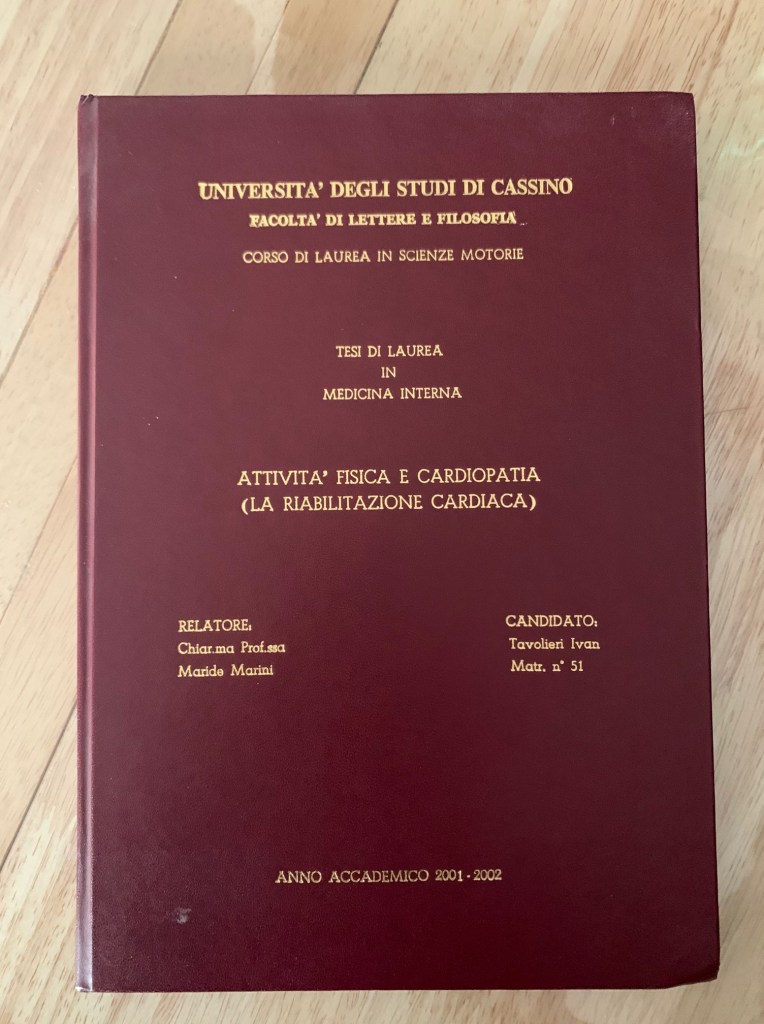 UNIVERSITA' DEGLI STUDI DI CASSINO
FACOLTA' DI LETTERE E FILOSOFIA
CORSO DI LAUREA IN SCIENZE MOTORIE
TESI DI LAUREA
IN
MEDICINA INTERNA
ATTIVITA' FISICA E CARDIOPATIA
(LA RIABILITAZIONE CARDIACA)
RELATORE:
Chiar.ma Prof.ssa
Maride Marini
CANDIDATO:
Tavolieri Ivan
Matr. n° 51
ANNO ACCADEMICO 2001-2002